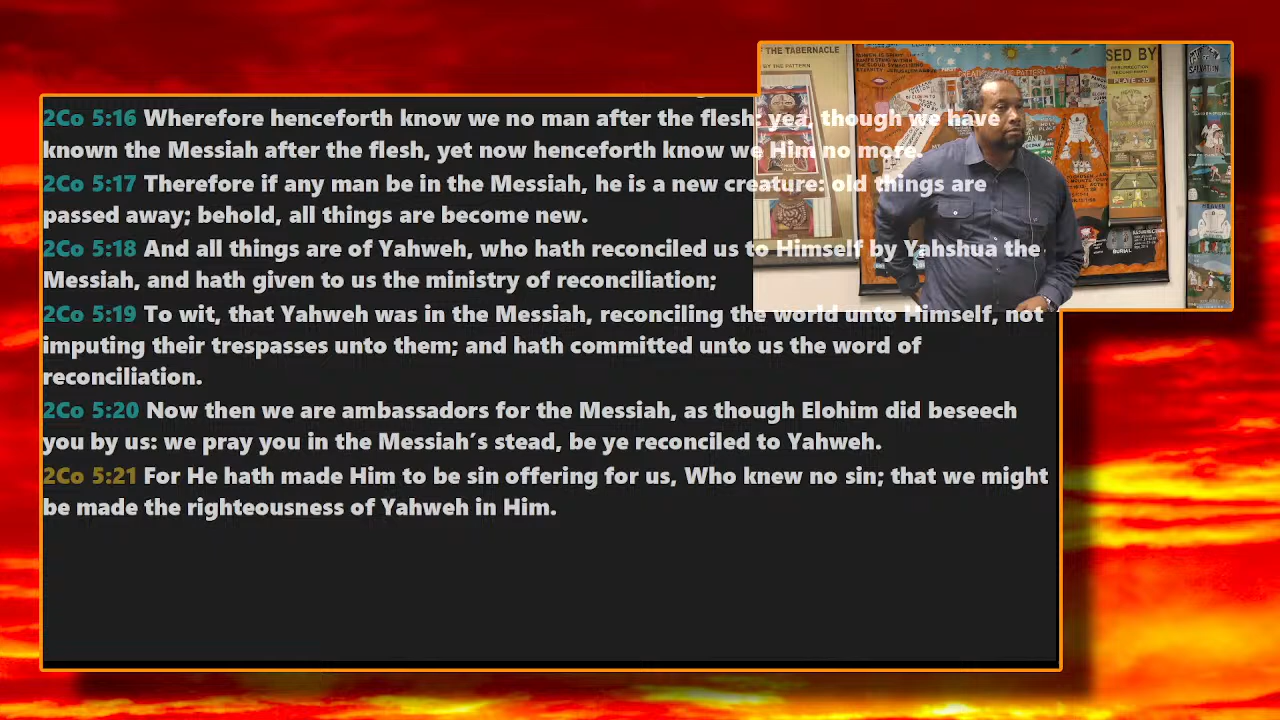 2Co 5:16 Wherefore henceforth know we no man after the flesh: yea, though we have
known the Messiah after the flesh, yet now henceforth know we Him no more.
2Co 5:17 Therefore if any man be in the Messiah, he is a new creature: old things are
passed away; behold, all things are become new.
2Co 5:18 And all things are of Yahweh, who hath reconciled us to Himself by Yahshua the
Messiah, and hath given to us the ministry of reconciliation;
2Co 5:19 To wit, that Yahweh was in the Messiah, reconciling the world unto Himself, not
imputing their trespasses unto them; and hath committed unto us the word of
reconciliation.
2Co 5:20 Now then we are ambassadors for the Messiah, as though Elohim did beseech
you by us: we pray you in the Messiah’s stead, be ye reconciled to Yahweh.
2Co 5:21 For He hath made Him to be sin offering for us, Who knew no sin; that we might
be made the righteousness of Yahweh in Him.
THE TABERNACLE
BY THE PATTERN
PATTERN
SED BY
SALVATION
HEAVEN
BURIAL